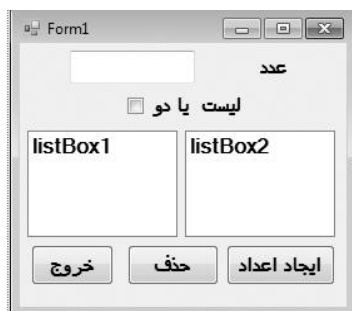 Form1
عدد
لیست یا دو
listBox1 listBox2
ایجاد اعداد حذف خروج